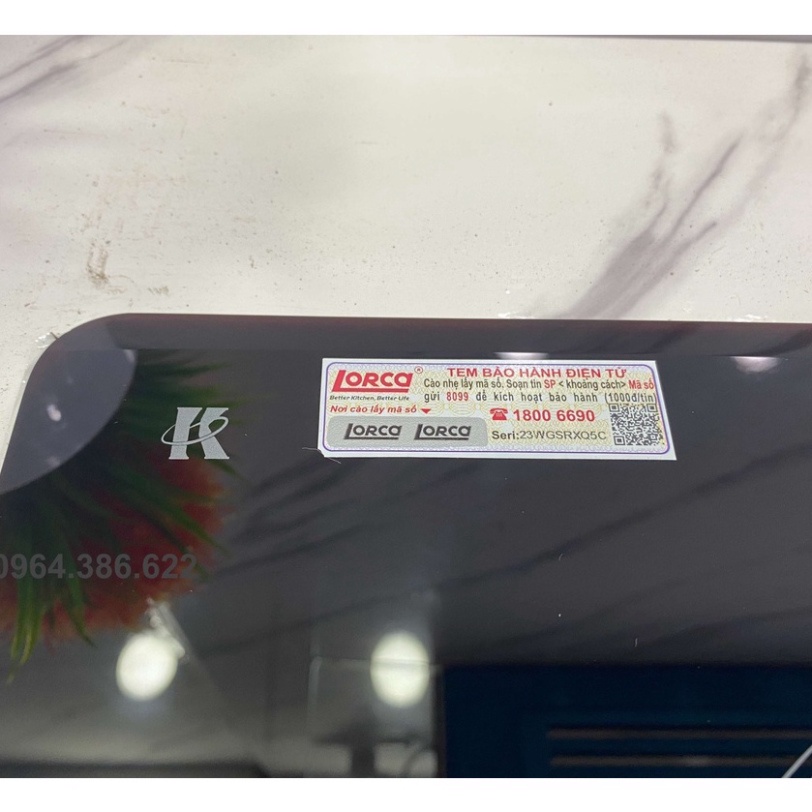 LORCA®
Better Kitchen, Better Life
TEM BẢO HÀNH ĐIỆN TỬ
Cào nhẹ lấy mã số. Soạn tin SP < khoảng cách> Mã số
gửi 8099 để kích hoạt bảo hành (1000đ/tin)
Nơi cào lấy mã số
☎ 1800 6690
LORCA LORCA
Seri:23WGSRXQ5C
K
0964.386.622